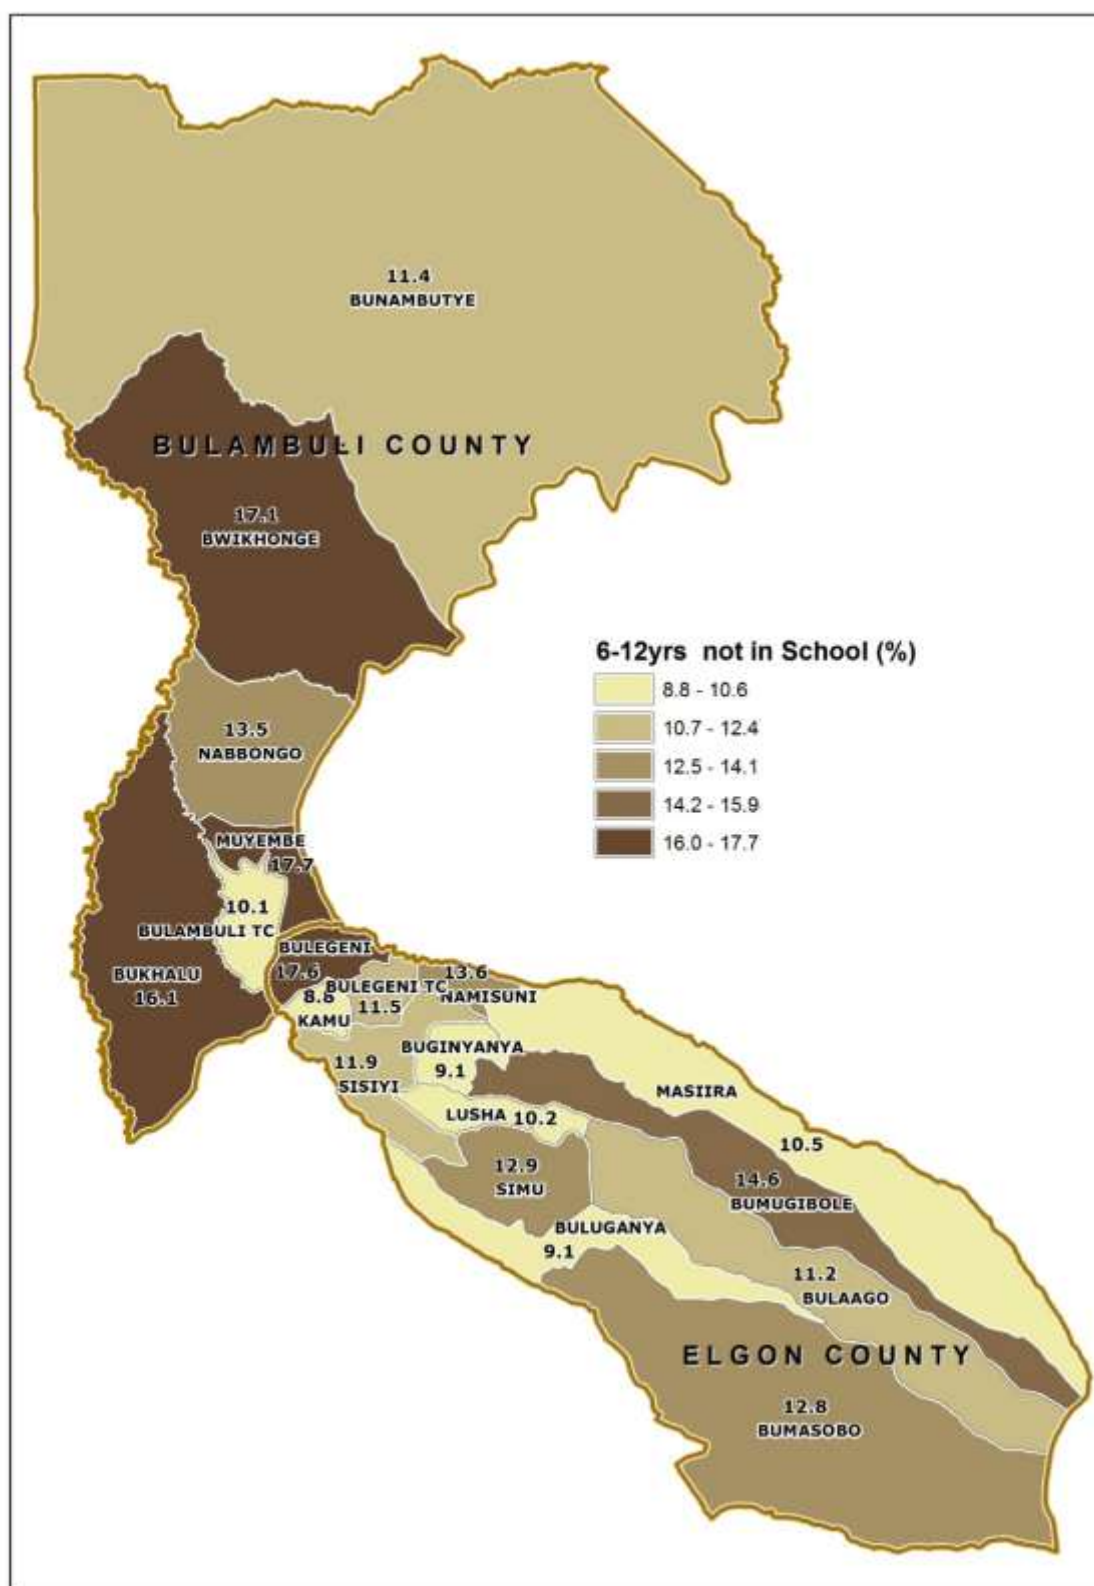 11.4
BUNAMBUTYE
BULAMBULI COUNTY
17.1
BWIKHONGE
6-12yrs not in School (%)
8.8 - 10.6
10.7 - 12.4
12.5 - 14.1
14.2 - 15.9
16.0 - 17.7
13.5
NABBONGO
MUYEMBE
17.7
10.1
BULAMBULI TC
BUKHALU
16.1
BULEGENI
17.6
BULEGENI TC
11.5
8.8
KAMU
13.6
NAMISUNI
BUGINYANYA
9.1
11.9
SISIYI
MASIIRA
10.5
LUSHA 10.2
12.9
SIMU
14.6
BUMUGIBOLE
BULUGANYA
9.1
11.2
BULAAGO
ELGON COUNTY
12.8
BUMASOBO